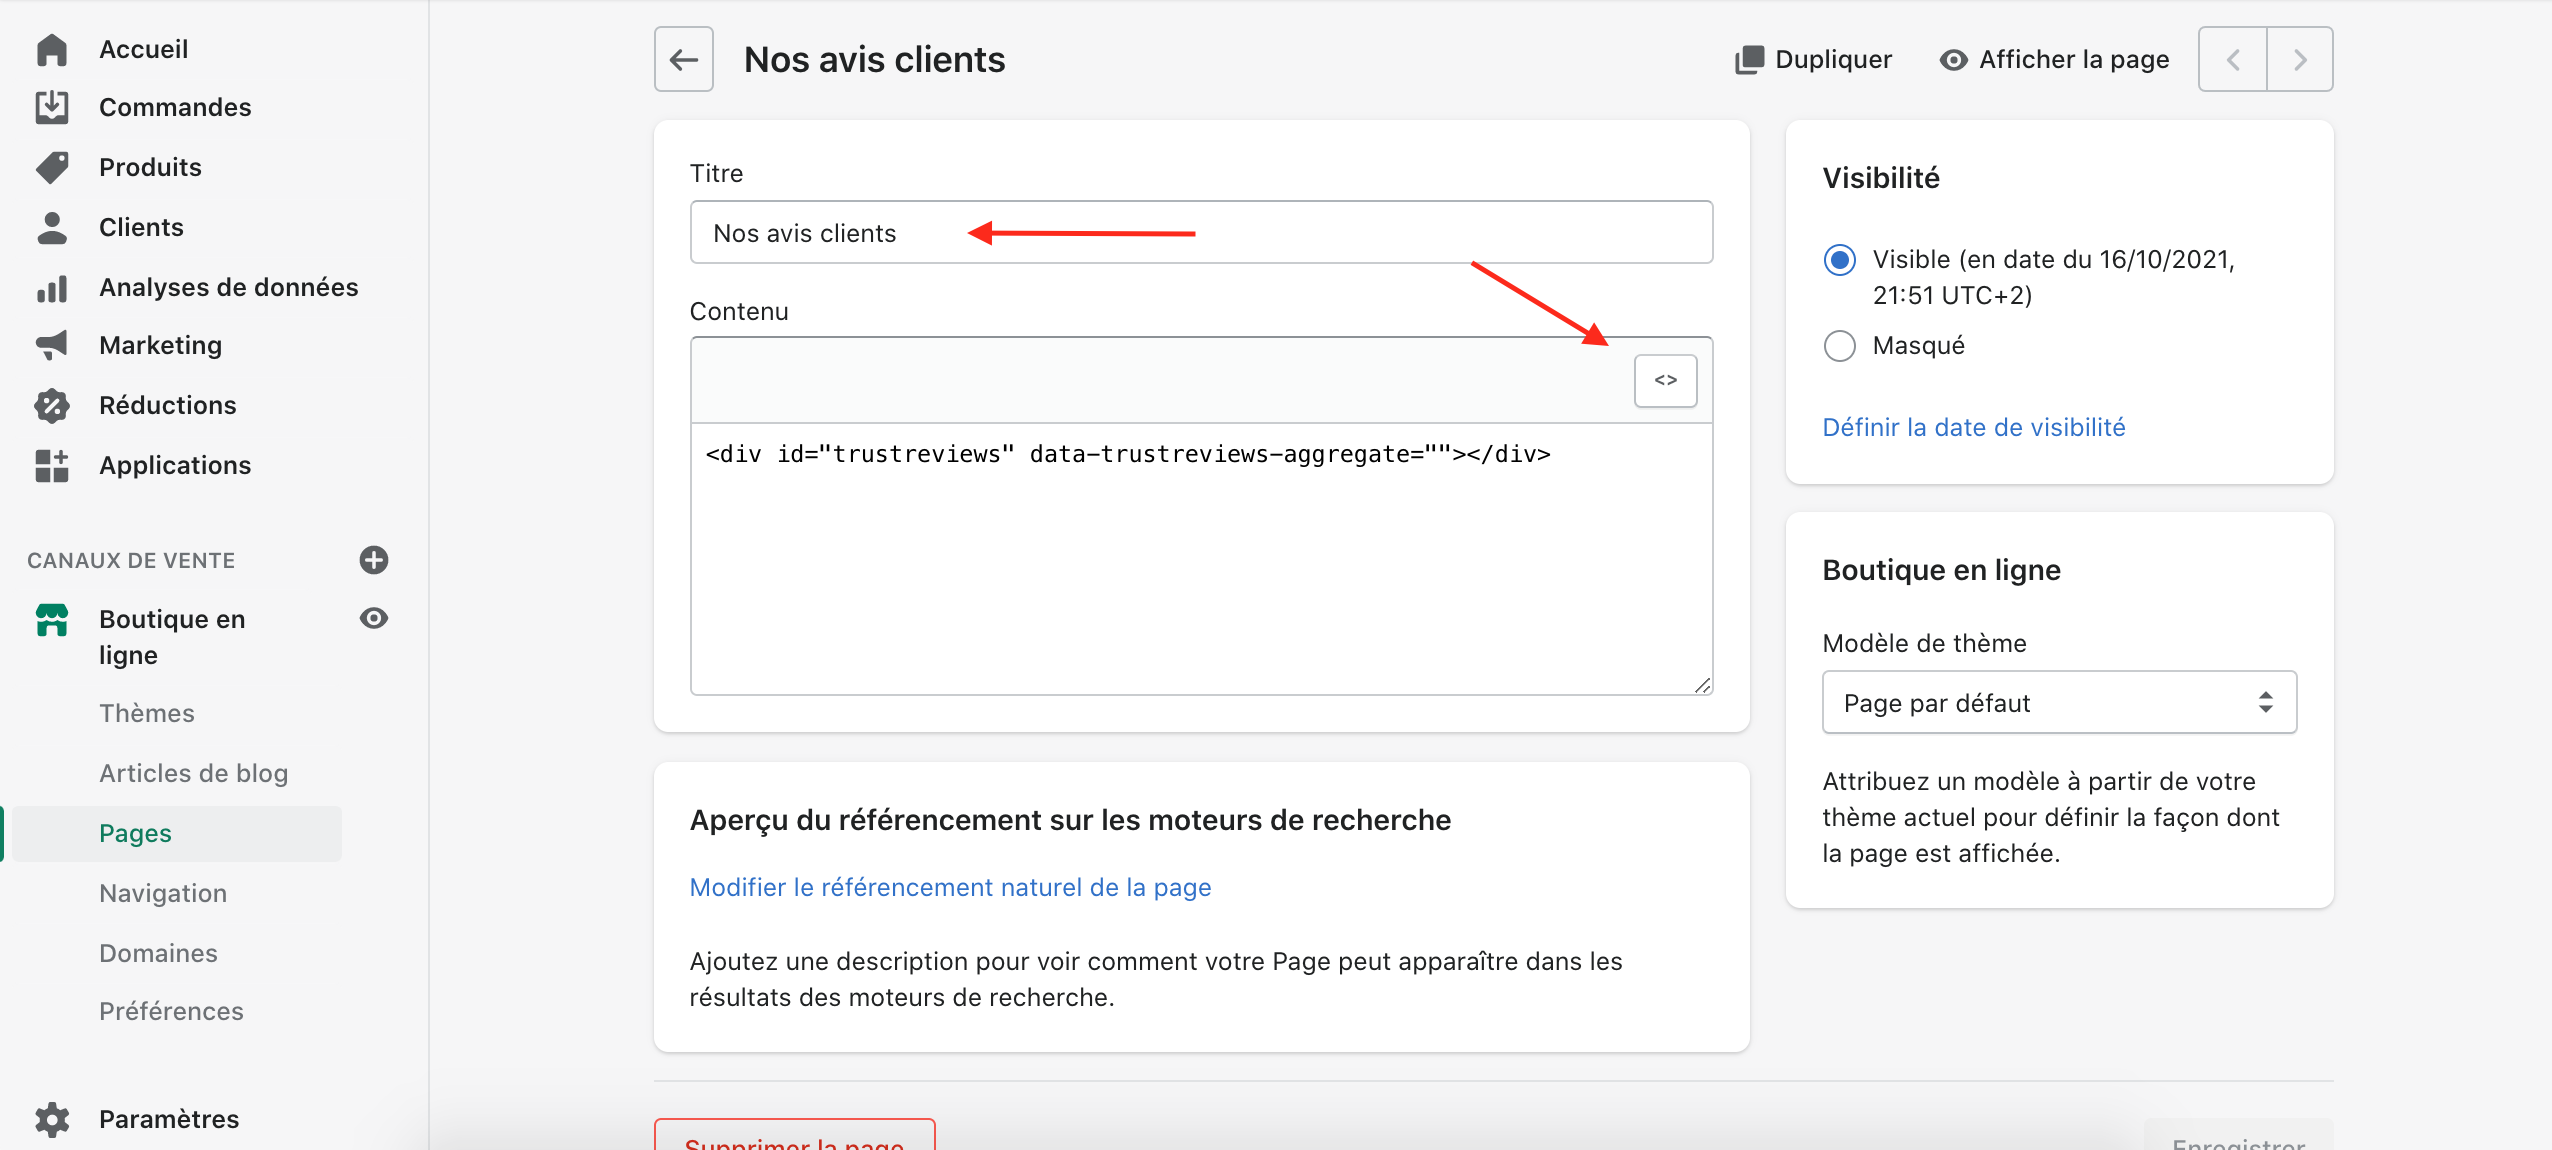 Accueil
Commandes
Produits
Clients
Analyses de données
Marketing
Réductions
Applications
CANAUX DE VENTE
Boutique en
ligne
Thèmes
Articles de blog
Pages
Navigation
Domaines
Préférences
Paramètres
Nos avis clients
Dupliquer
Afficher la page
Titre
Nos avis clients
Contenu
<>
<div id="trustreviews" data-trustreviews-aggregate=""></div>
Aperçu du référencement sur les moteurs de recherche
Modifier le référencement naturel de la page
Ajoutez une description pour voir comment votre Page peut apparaître dans les
résultats des moteurs de recherche.
Visibilité
Visible (en date du 16/10/2021,
21:51 UTC+2)
Masqué
Définir la date de visibilité
Boutique en ligne
Modèle de thème
Page par défaut
Attribuez un modèle à partir de votre
thème actuel pour définir la façon dont
la page est affichée.
Supprimer la page
Enregistrer